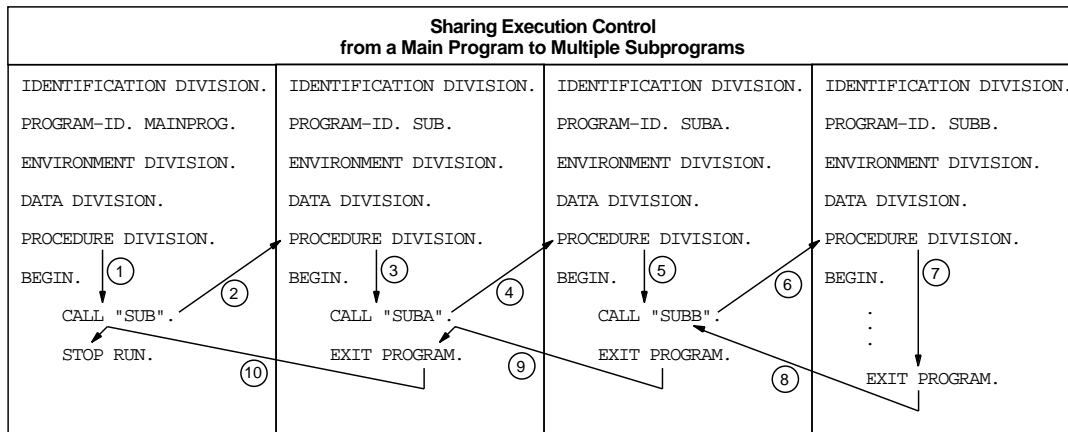 Sharing Execution Control
from a Main Program to Multiple Subprograms
IDENTIFICATION DIVISION.
PROGRAM-ID. MAINPROG.
ENVIRONMENT DIVISION.
DATA DIVISION.
PROCEDURE DIVISION.
1
BEGIN.
2
CALL "SUB".
STOP RUN.
10
IDENTIFICATION DIVISION.
PROGRAM-ID. SUB.
ENVIRONMENT DIVISION.
DATA DIVISION.
PROCEDURE DIVISION.
3
BEGIN.
4
CALL "SUBA".
EXIT PROGRAM.
9
IDENTIFICATION DIVISION.
PROGRAM-ID. SUBA.
ENVIRONMENT DIVISION.
DATA DIVISION.
PROCEDURE DIVISION.
5
BEGIN.
6
CALL "SUBB".
EXIT PROGRAM.
8
IDENTIFICATION DIVISION.
PROGRAM-ID. SUBB.
ENVIRONMENT DIVISION.
DATA DIVISION.
PROCEDURE DIVISION.
7
BEGIN.
.
.
.
EXIT PROGRAM.